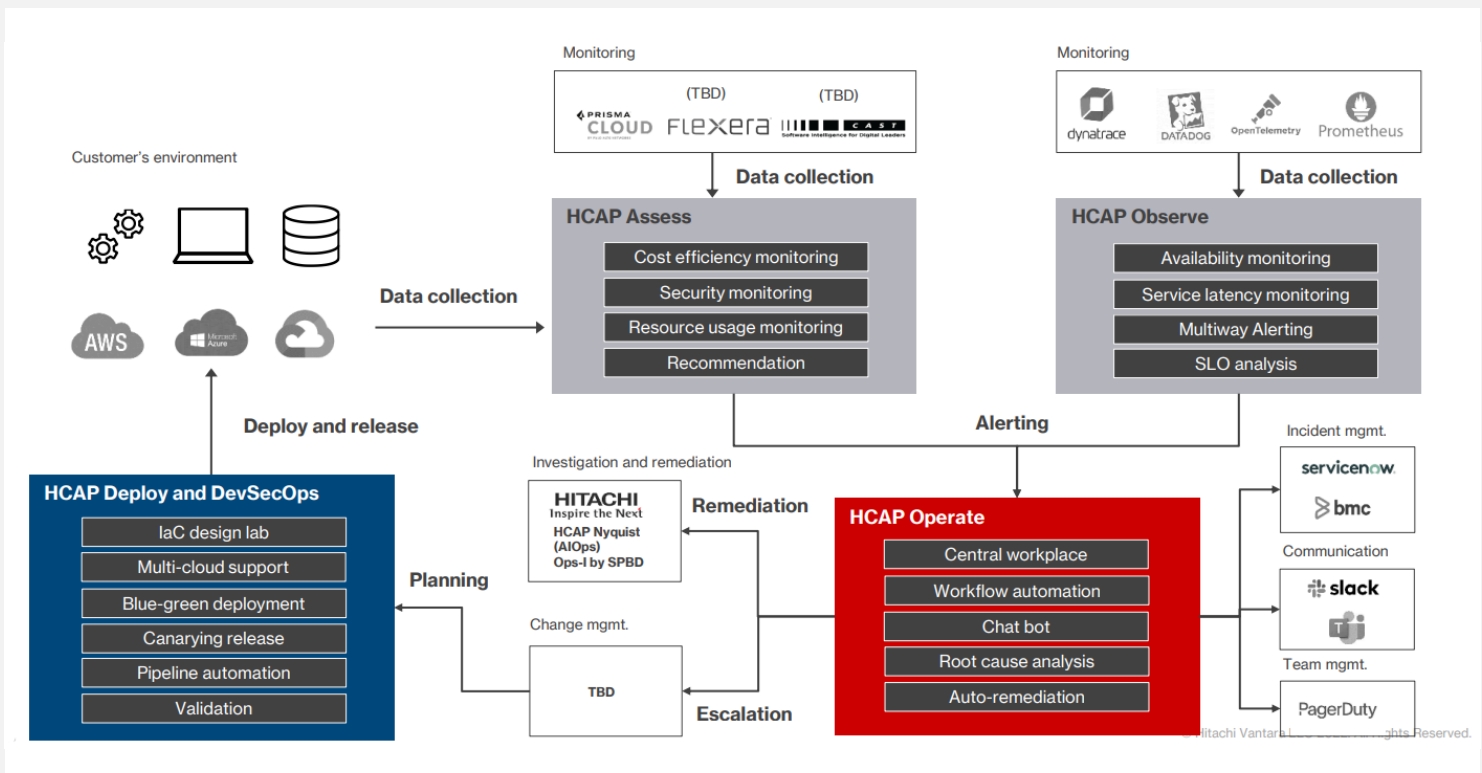 Monitoring
(TBD)
(TBD)
PRISMA
CLOUD
FLEXERA
CAST
Software Intelligence for Digital Leaders
Data collection
Monitoring
dynatrace
DATADOG
OpenTelemetry
Prometheus
Data collection
Customer's environment
AWS
Microsoft
Azure
Data collection
HCAP Assess
Cost efficiency monitoring
Security monitoring
Resource usage monitoring
Recommendation
HCAP Observe
Availability monitoring
Service latency monitoring
Multiway Alerting
SLO analysis
Deploy and release
Alerting
HCAP Deploy and DevSecOps
IaC design lab
Multi-cloud support
Blue-green deployment
Canarying release
Pipeline automation
Validation
Planning
Investigation and remediation
HITACHI
Inspire the Next
HCAP Nyquist
(AIOps)
Ops-I by SPBD
Remediation
Change mgmt.
TBD
Escalation
HCAP Operate
Central workplace
Workflow automation
Chat bot
Root cause analysis
Auto-remediation
Incident mgmt.
servicenow.
bmc
Communication
slack
T
Team mgmt.
PagerDuty
Hitachi Vantara
Reserved.